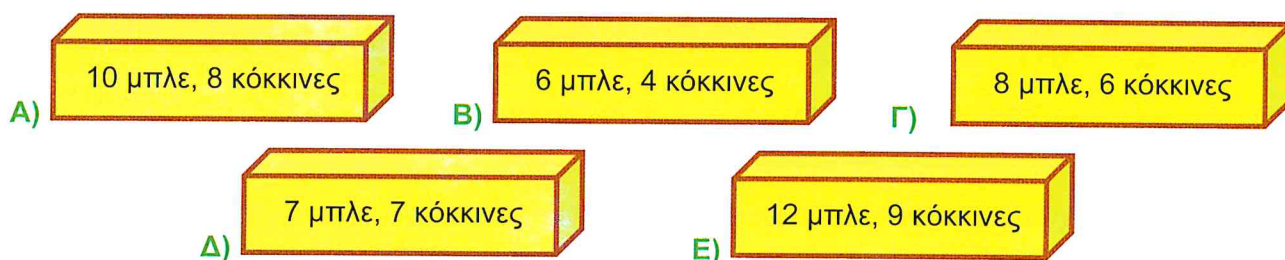 Α) 10 μπλε, 8 κόκκινες
Β) 6 μπλε, 4 κόκκινες
Γ) 8 μπλε, 6 κόκκινες
Δ) 7 μπλε, 7 κόκκινες
Ε) 12 μπλε, 9 κόκκινες